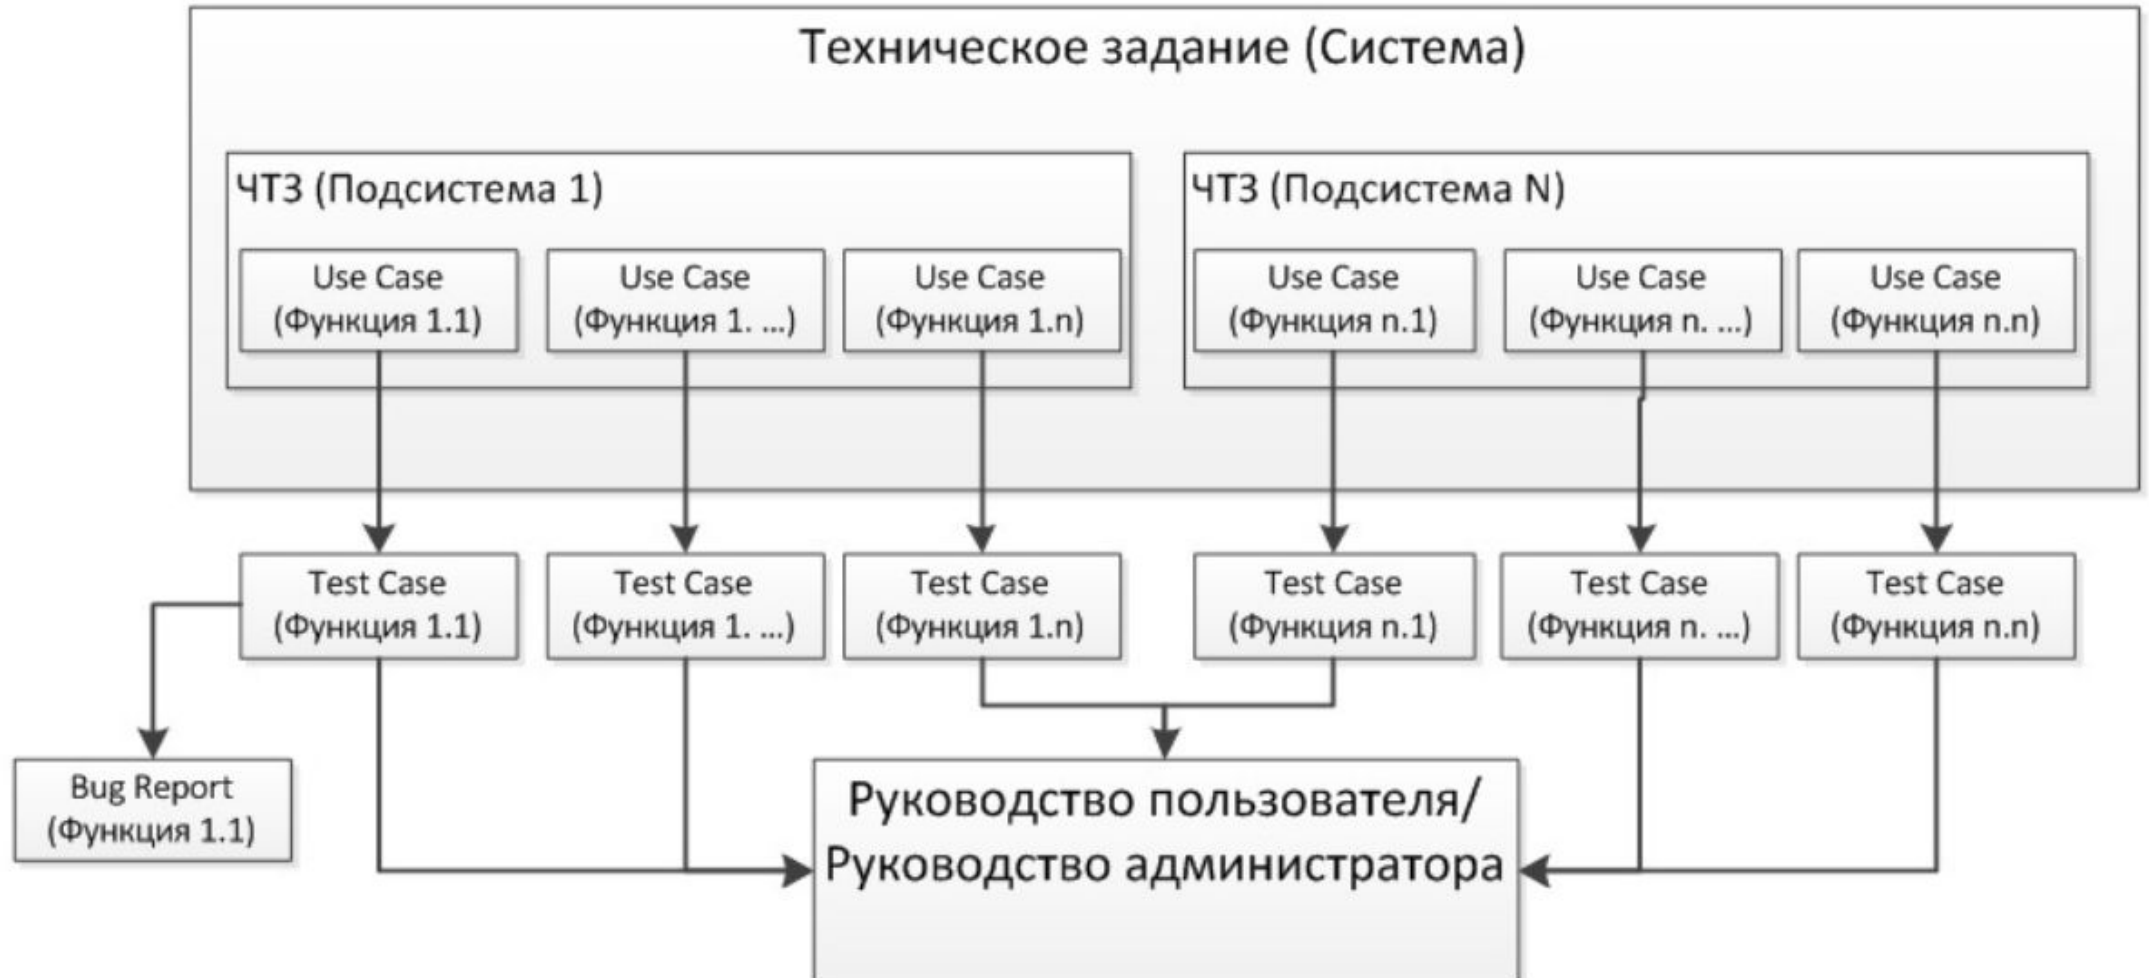 Техническое задание (Система)
ЧТЗ (Подсистема 1)
Use Case
(Функция 1.1)
Use Case
(Функция 1. ...)
Use Case
(Функция 1.n)
ЧТЗ (Подсистема N)
Use Case
(Функция n.1)
Use Case
(Функция n. ...)
Use Case
(Функция n.n)
Test Case
(Функция 1.1)
Test Case
(Функция 1. ...)
Test Case
(Функция 1.n)
Test Case
(Функция n.1)
Test Case
(Функция n. ...)
Test Case
(Функция n.n)
Bug Report
(Функция 1.1)
Руководство пользователя/
Руководство администратора